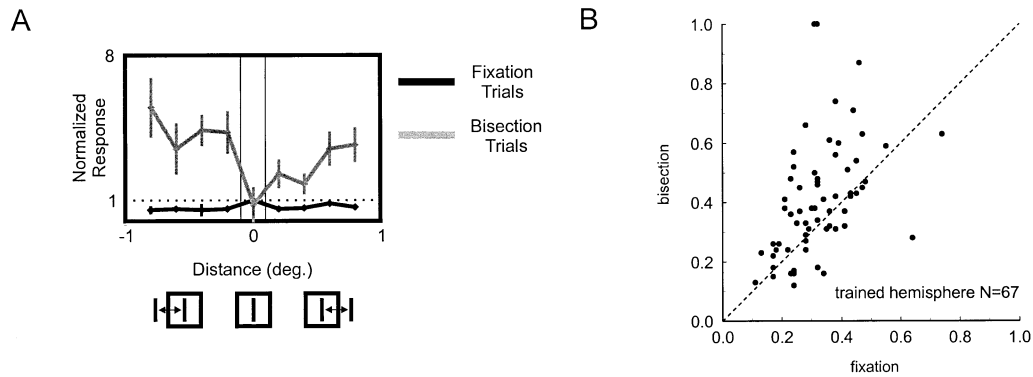 A
8
Normalized
Response
1
-1
0
1
Distance (deg.)
Fixation
Trials
Bisection
Trials
B
bisection
1.0
0.8
0.6
0.4
0.2
0.0
trained hemisphere N=67
0.0
0.2
0.4
0.6
0.8
1.0
fixation